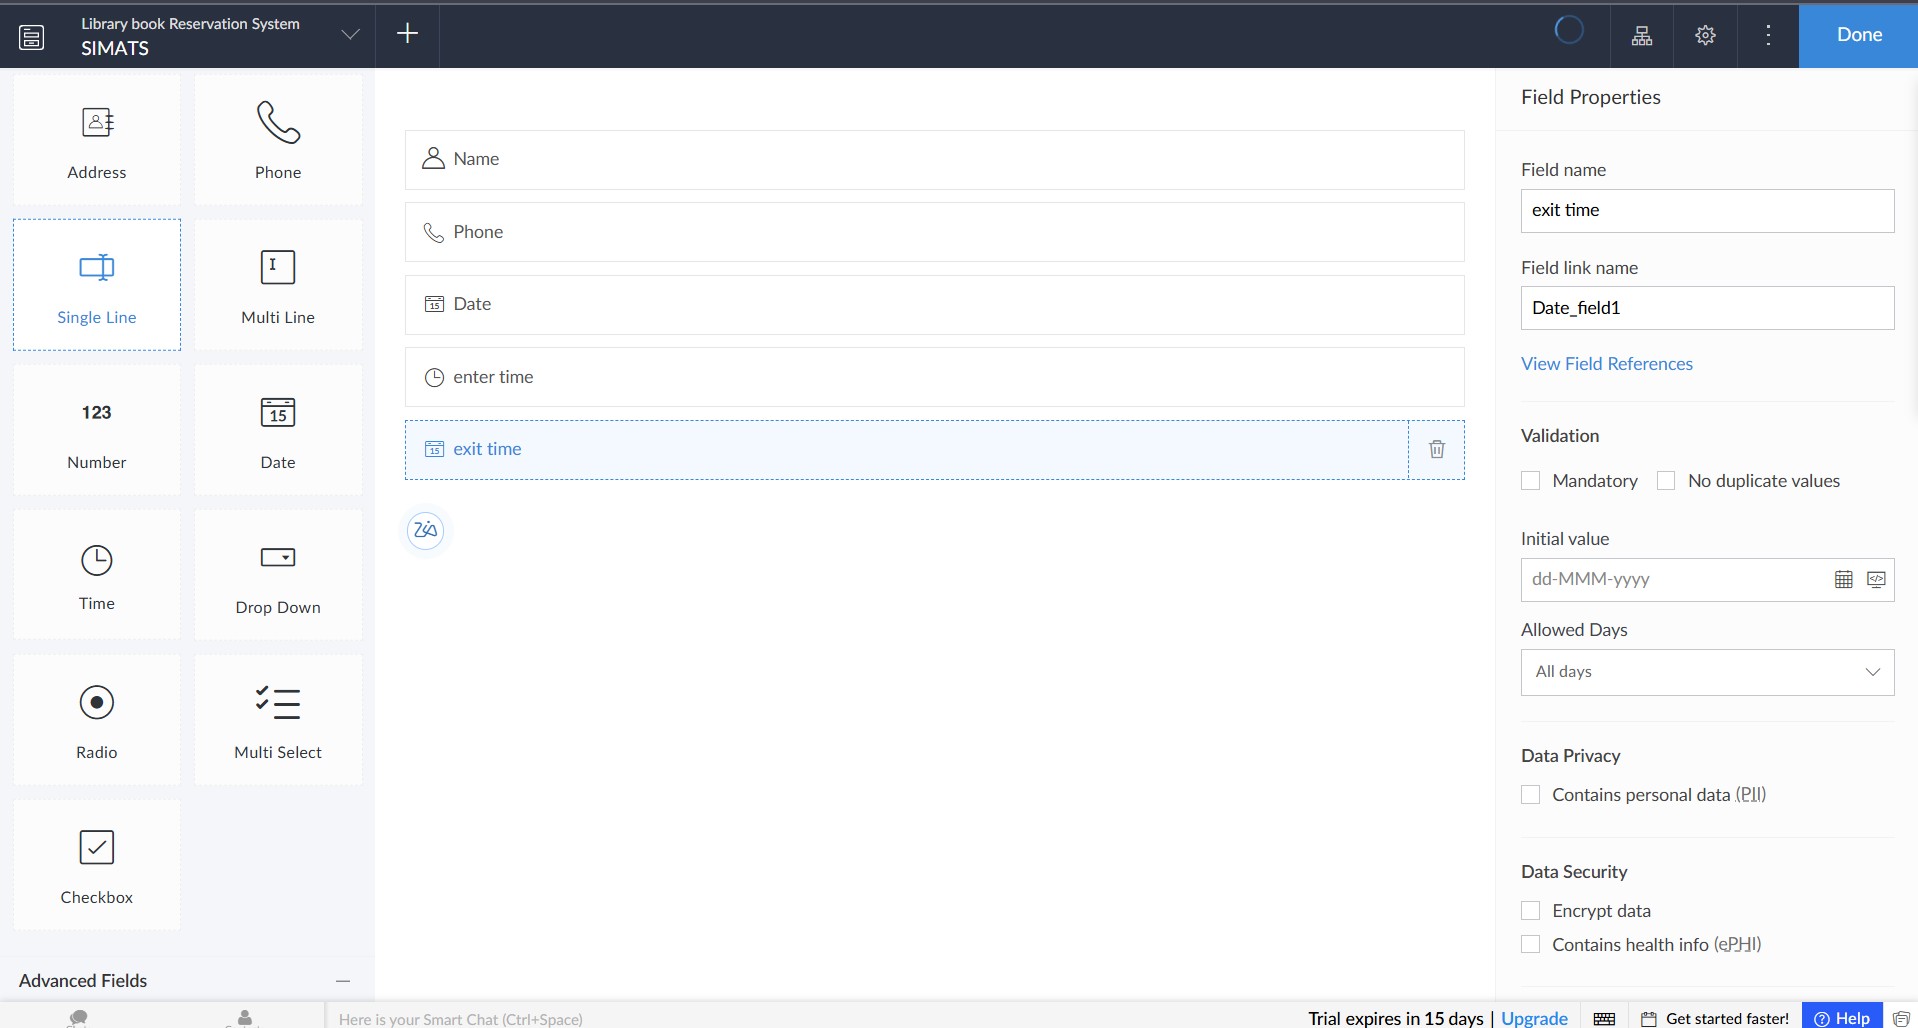 Library book Reservation System
SIMATS
Done
Address
Phone
Single Line
Multi Line
123
Number
15
Date
Time
Drop Down
Radio
Multi Select
Checkbox
Advanced Fields
Name
Phone
15 Date
enter time
15 exit time
Zia
Field Properties
Field name
exit time
Field link name
Date_field1
View Field References
Validation
Mandatory
No duplicate values
Initial value
dd-MMM-yyyy
Allowed Days
All days
Data Privacy
Contains personal data (PII)
Data Security
Encrypt data
Contains health info (ePHI)
Here is your Smart Chat (Ctrl+Space)
Trial expires in 15 days | Upgrade
Get started faster!
Help